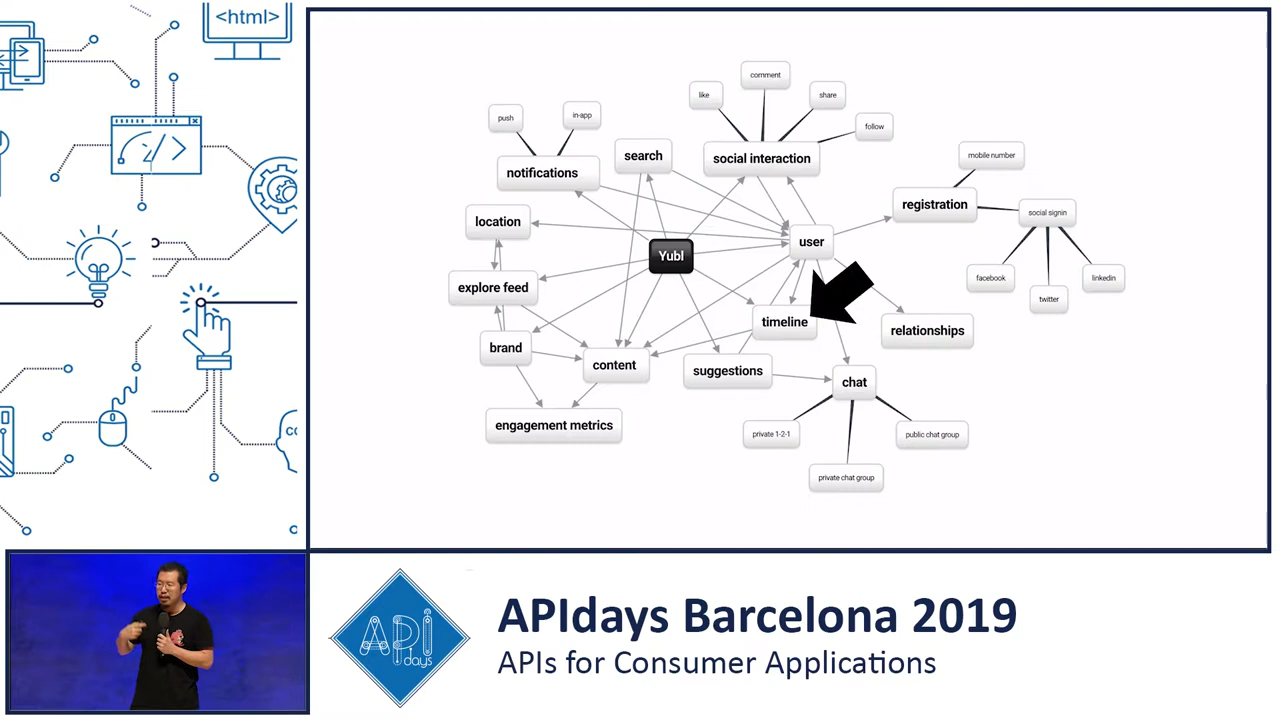 <html>
comment
like
share
push
in-app
follow
search
social interaction
mobile number
notifications
registration
location
social signin
user
Yubl
explore feed
facebook
linkedin
twitter
timeline
relationships
brand
content
suggestions
chat
engagement metrics
private 1-2-1
public chat group
private chat group
API
days
APIdays Barcelona 2019
APIs for Consumer Applications